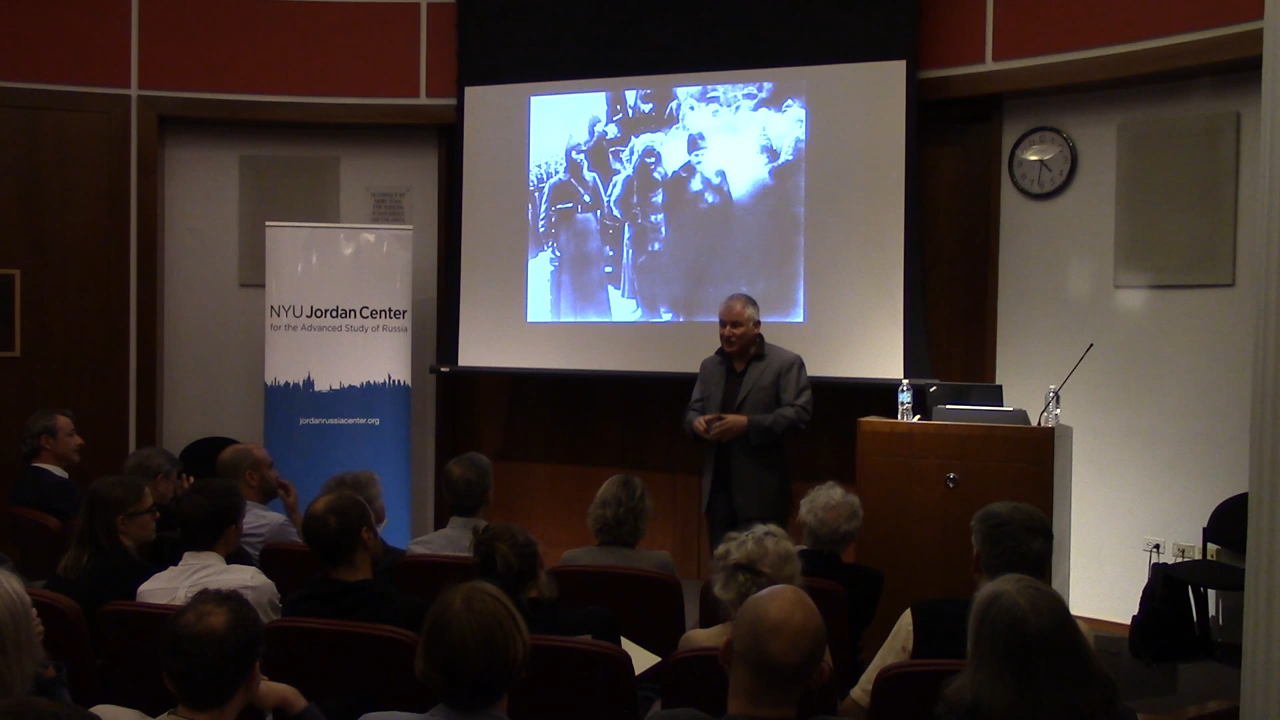 NYU Jordan Center
for the Advanced Study of Russia
jordanrussiacenter.org